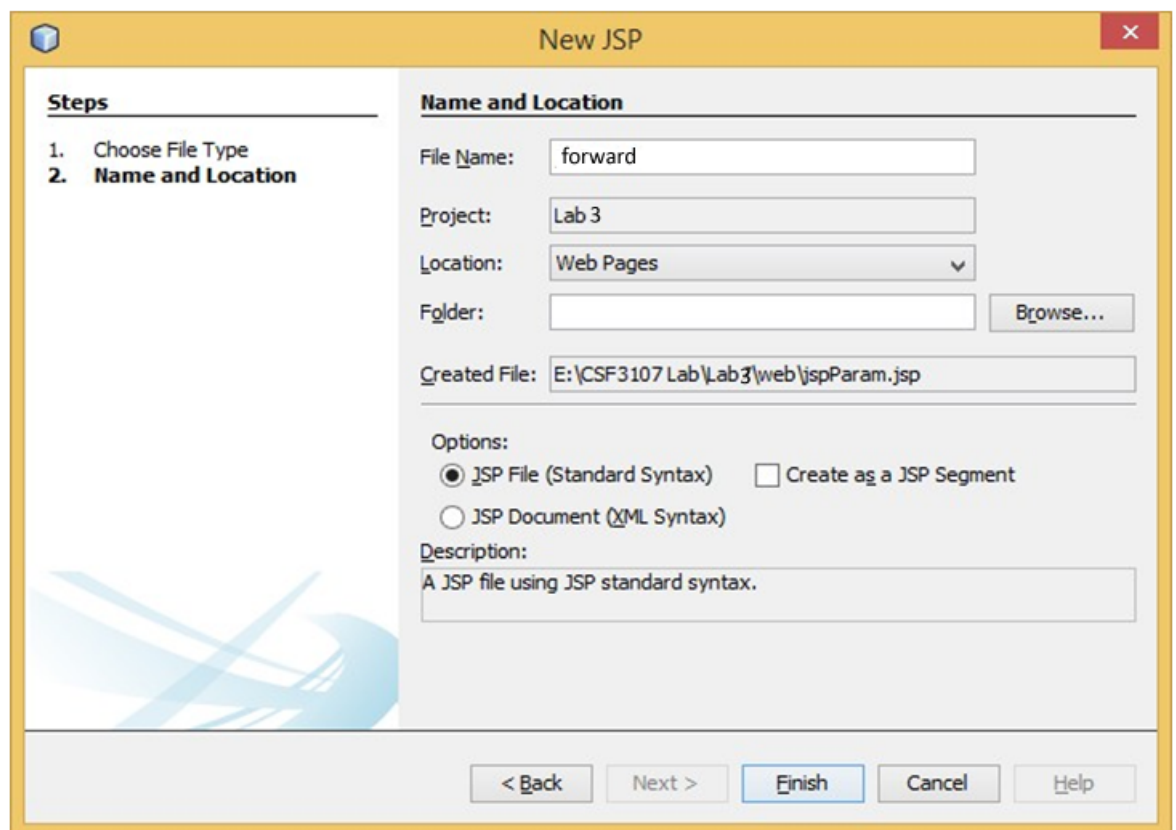 New JSP
Steps
1. Choose File Type
2. Name and Location
Name and Location
File Name: forward
Project: Lab 3
Location: Web Pages
Folder: Browse...
Created File: E:\CSF3107 Lab\Lab3\web\jspParam.jsp
Options:
JSP File (Standard Syntax) Create as a JSP Segment
JSP Document (XML Syntax)
Description:
A JSP file using JSP standard syntax.
< Back Next > Finish Cancel Help